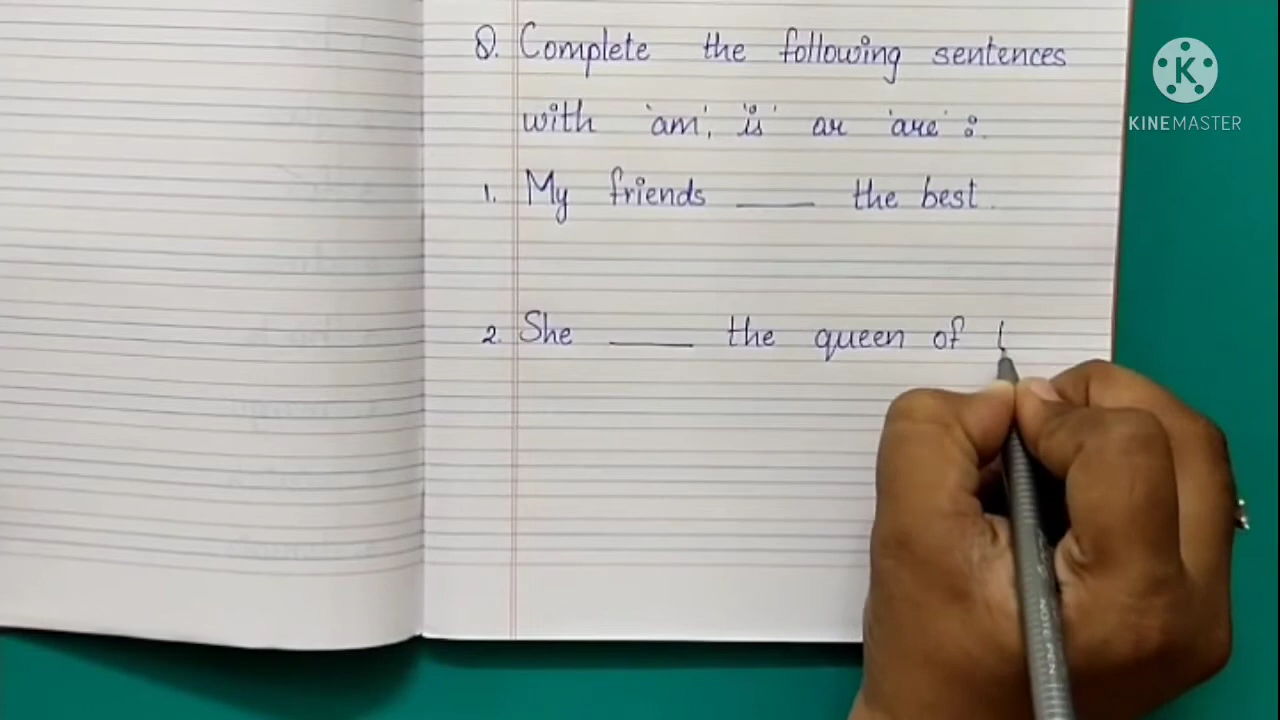 Q. Complete the following sentences
with 'am', 'is' or 'are' :
1. My friends ____ the best.
2. She ____ the queen of
K
KINEMASTER